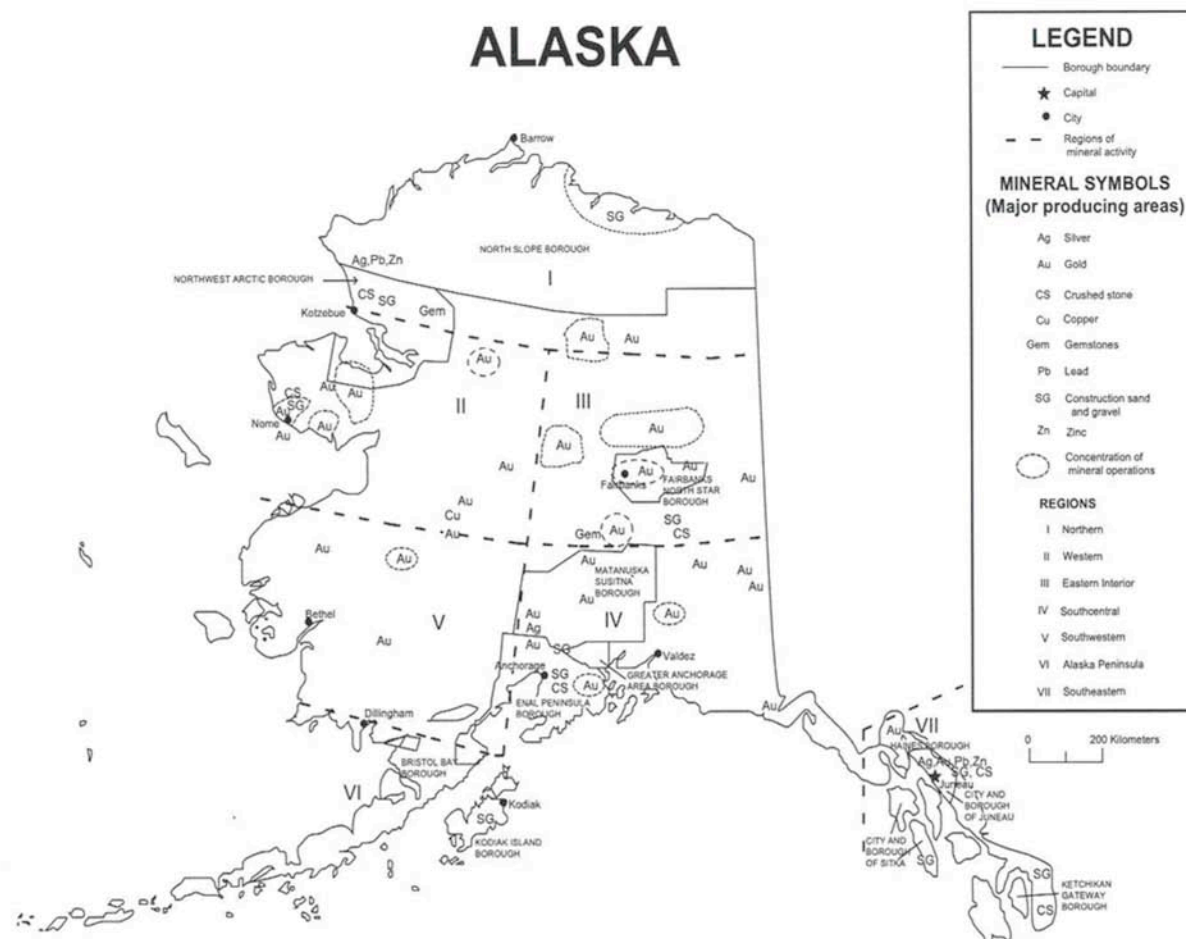 ALASKA
LEGEND
Borough boundary
Capital
City
Regions of
mineral activity
MINERAL SYMBOLS
(Major producing areas)
Ag Silver
Au Gold
CS Crushed stone
Cu Copper
Gem Gemstones
Pb Lead
SG Construction sand
and gravel
Zn Zinc
Concentration of
mineral operations
REGIONS
I Northern
II Western
III Eastern Interior
IV Southcentral
V Southwestern
VI Alaska Peninsula
VII Southeastern
0 200 Kilometers
Barrow
SG
NORTH SLOPE BOROUGH
Ag,Pb,Zn
I
NORTHWEST ARCTIC BOROUGH
CS
SG
Gem
Kotzebue
Au
Au
Au
Au
Au
CS
SG
Au
Nome
Au
Au
II
III
Au
Au
Au
Au
Au
Au
Fairbanks
FAIRBANKS
NORTH STAR
BOROUGH
Au
Cu
Au
Gem
Au
SG
CS
Au
Au
Au
MATANUSKA
SUSITNA
BOROUGH
Au
Au
Au
Au
Bethel
Au
V
Au
Ag
Au
IV
Au
SG
Valdez
Anchorage
SG
CS
Au
GREATER ANCHORAGE
AREA BOROUGH
ENAL PENINSULA
BOROUGH
Au
Dillingham
BRISTOL BAY
BOROUGH
VI
Kodiak
SG
KODIAK ISLAND
BOROUGH
VII
Au
HAINES BOROUGH
Ag,Au,Pb,Zn
SG, CS
Juneau
CITY AND
BOROUGH
OF JUNEAU
CITY AND
BOROUGH
OF SITKA
SG
SG
CS
KETCHIKAN
GATEWAY
BOROUGH